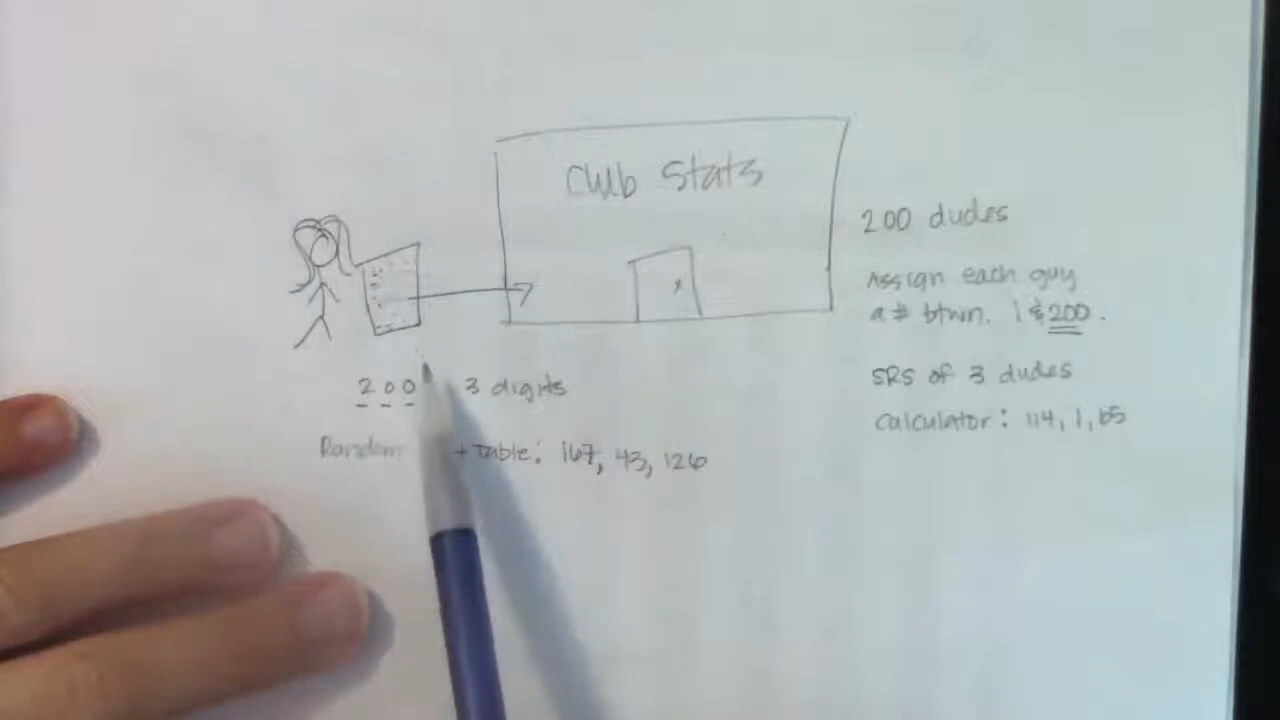 Club Stats
200 dudes
Assign each guy
a # btwn. 1 & 200.
SRS of 3 dudes
Calculator: 114, 1, 65
200 3 digits
Random Table: 167, 43, 126